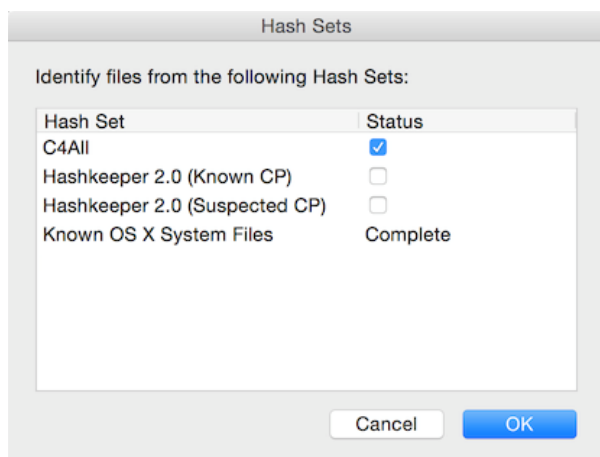 Hash Sets
Identify files from the following Hash Sets:
Hash Set Status
C4All
Hashkeeper 2.0 (Known CP)
Hashkeeper 2.0 (Suspected CP)
Known OS X System Files Complete
Cancel OK